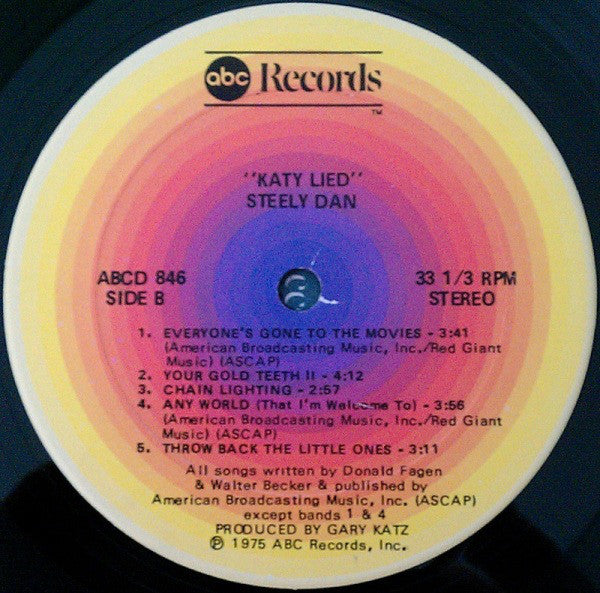 abc Records
TM
"KATY LIED"
STEELY DAN
ABCD 846
SIDE B
33 1/3 RPM
STEREO
1. EVERYONE'S GONE TO THE MOVIES - 3:41
(American Broadcasting Music, Inc./Red Giant
Music) (ASCAP)
2. YOUR GOLD TEETH II - 4:12
3. CHAIN LIGHTING - 2:57
4. ANY WORLD (That I'm Welcome To) - 3:56
(American Broadcasting Music, Inc./Red Giant
Music) (ASCAP)
5. THROW BACK THE LITTLE ONES - 3:11
All songs written by Donald Fagen
& Walter Becker & published by
American Broadcasting Music, Inc. (ASCAP)
except bands 1 & 4
PRODUCED BY GARY KATZ
℗ 1975 ABC Records, Inc.